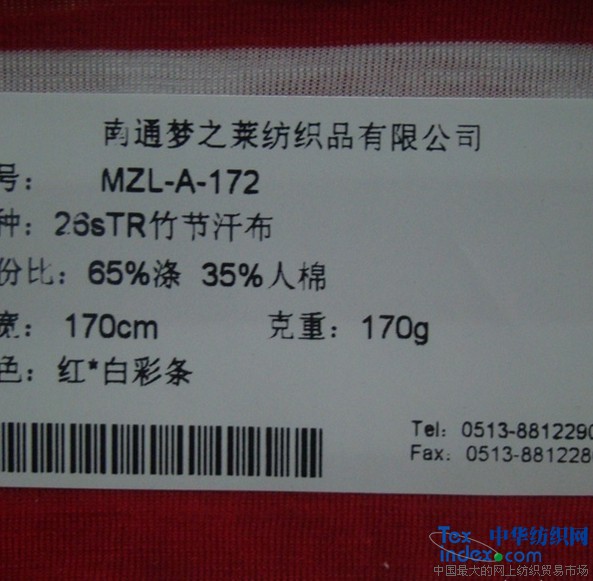 南通梦之莱纺织品有限公司
号： MZL-A-172
种：26sTR竹节汗布
份比：65%涤 35%人棉
宽： 170cm 克重：170g
色：红*白彩条
Tel： 0513-8812290
Fax： 0513-8812280
Tex 中华纺织网
index.com
中国最大的网上纺织贸易市场